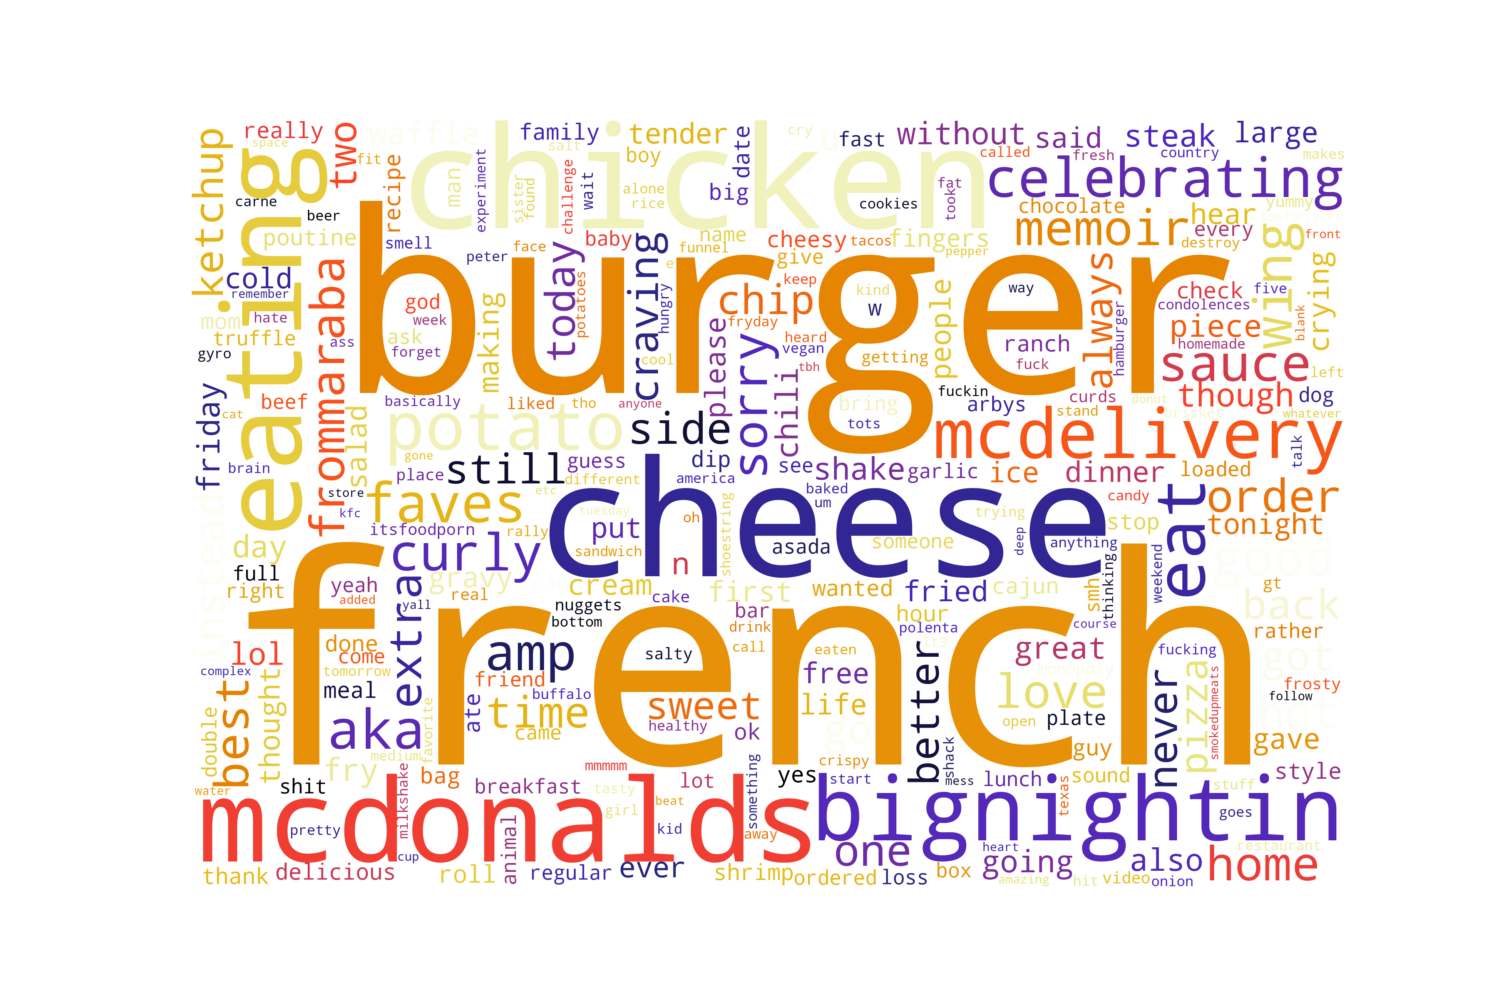 ketchup
really
two
waffle
chicken
family
tender
cry
fast
without
said
steak
large
space
fit
recipe
man
experiment
salt
boy
date
called
fresh
country
makes
carne
beer
eating
sister
found
challenge
wait
alone
rice
big
cookies
fat
took
celebrating
yummy
poutine
smell
burger
face
baby
name
funnel
cheesy
tacos
fingers
pepper
chocolate
memoir
hear
every
destroy
front
cold
remember
peter
today
potatoes
craving
hungry
give
keep
kind
way
people
always
check
condolences
five
wing
crying
mom
truffle
hate
frommaraba
god
week
ask
forget
making
chip
fryday
heard
w
ranch
fuck
hamburger
piece
homemade
blank
gyro
ass
cool
please
vegan
tbh
getting
sauce
left
friday
cat
beef
basically
liked
tho
anyone
sorry
chili
bring
fuckin
arbys
curds
stand
donut
though
brisket
dog
whatever
salad
potato
side
tots
mcdelivery
talk
brain
gone
place
still
guess
different
dip
america
see
shake
garlic
ice
dinner
loaded
instead
store
kfc
faves
etc
tuesday
oh
baked
um
trying
candy
order
itsfoodporn
rally
put
sandwich
shoestring
cheese
asada
someone
deep
anything
stop
eat
tonight
day
full
right
curly
gravy
n
cream
first
wanted
fried
cajun
smh
thinking
weekend
good
gt
yeah
added
extra
yall
real
nuggets
bottom
cake
bar
drink
hour
polenta
course
back
rather
lol
done
come
french
amp
salty
call
eaten
great
fucking
got
complex
tomorrow
meal
friend
buffalo
free
monopoly
smokedupmeats
frosty
follow
best
thought
aka
favorite
ate
time
came
sweet
healthy
ok
life
go
better
love
open
plate
never
pizza
gave
double
medium
guy
water
shit
fry
bag
mmmmm
crispy
shack
sound
style
milkshake
breakfast
tasty
lot
something
yes
start
mess
lunch
texas
stuff
mcdonalds
pretty
girl
beat
kid
away
bignightin
goes
cup
animal
one
heart
restaurant
thank
delicious
roll
regular
ever
shrimp
ordered
loss
box
going
amazing
hit
video
also
onion
home